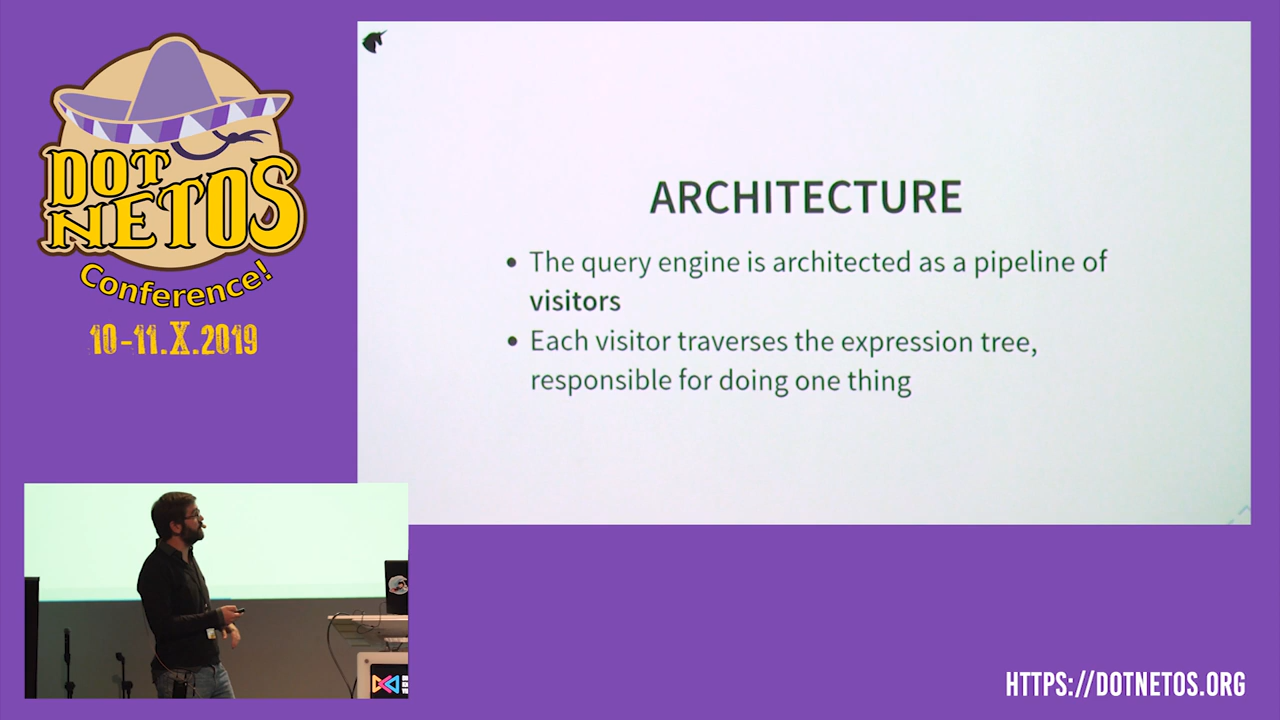 DOT
NETOS
Conference!
10-11.X.2019
ARCHITECTURE
• The query engine is architected as a pipeline of
visitors
• Each visitor traverses the expression tree,
responsible for doing one thing
HTTPS://DOTNETOS.ORG